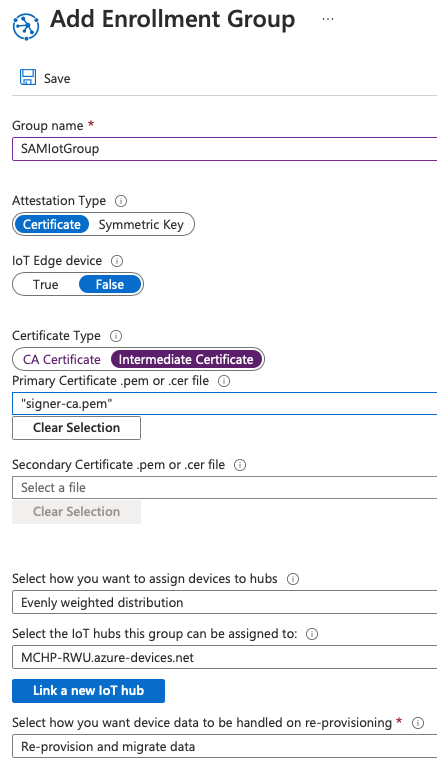 Add Enrollment Group ...
Save
Group name *
SAMIotGroup
Attestation Type
Certificate Symmetric Key
IoT Edge device
True False
Certificate Type
CA Certificate Intermediate Certificate
Primary Certificate .pem or .cer file
"signer-ca.pem"
Clear Selection
Secondary Certificate .pem or .cer file
Select a file
Clear Selection
Select how you want to assign devices to hubs
Evenly weighted distribution
Select the IoT hubs this group can be assigned to:
MCHP-RWU.azure-devices.net
Link a new IoT hub
Select how you want device data to be handled on re-provisioning *
Re-provision and migrate data